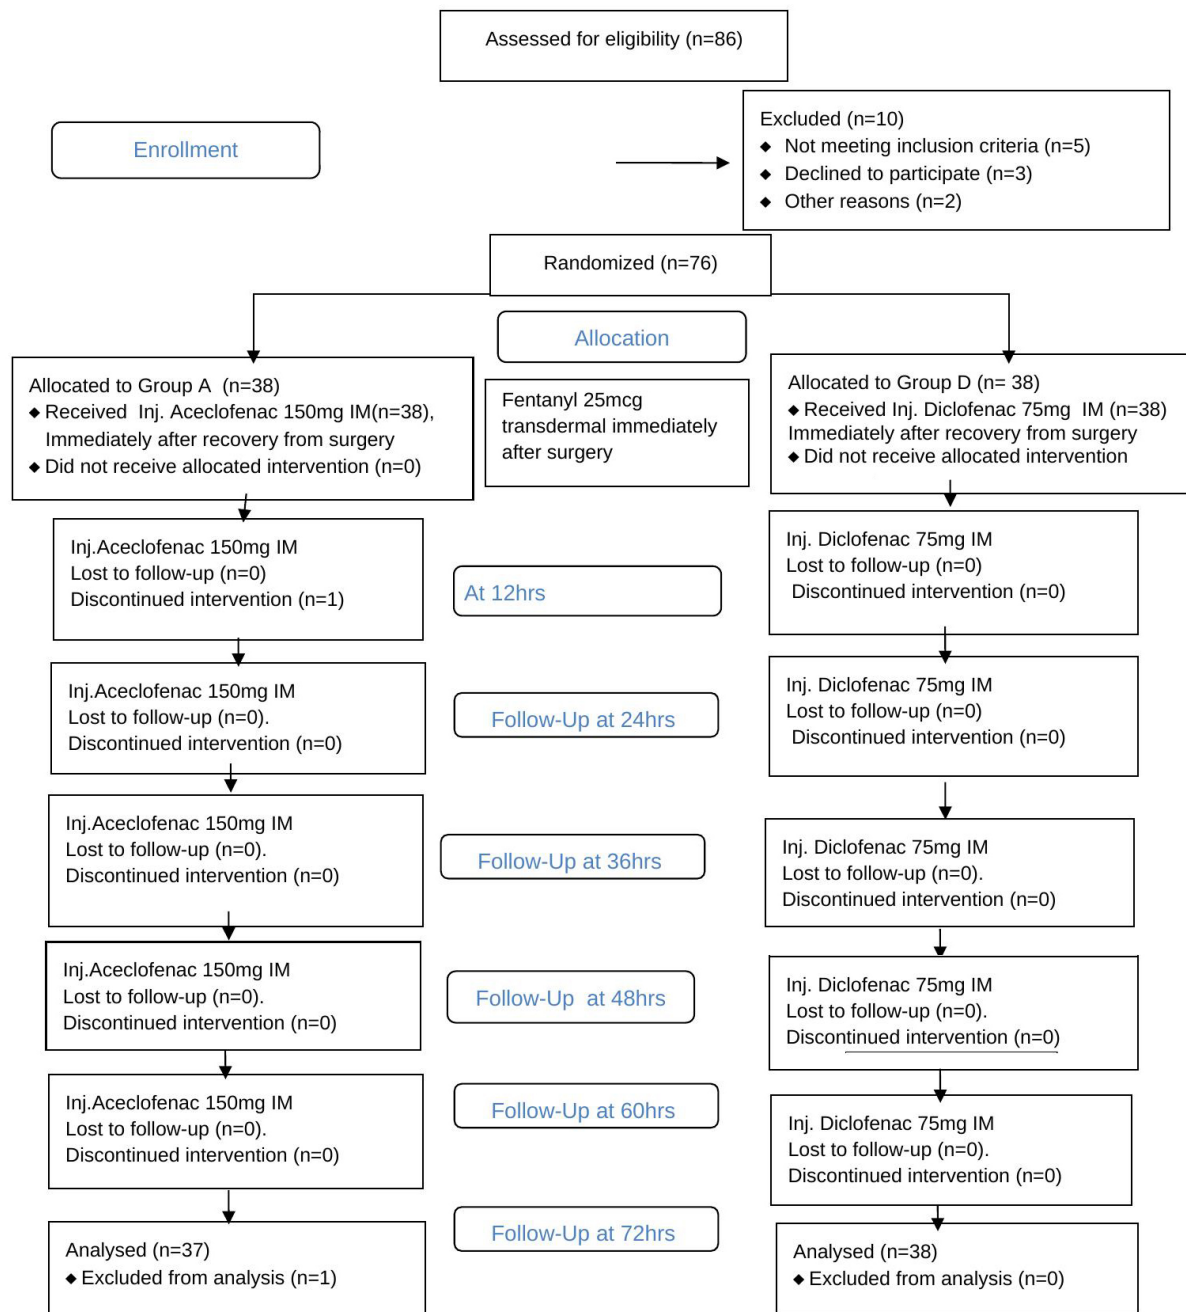 Assessed for eligibility (n=86)
Enrollment
Excluded (n=10)
◆ Not meeting inclusion criteria (n=5)
◆ Declined to participate (n=3)
◆ Other reasons (n=2)
Randomized (n=76)
Allocation
Allocated to Group A (n=38)
◆ Received Inj. Aceclofenac 150mg IM(n=38),
Immediately after recovery from surgery
◆ Did not receive allocated intervention (n=0)
Fentanyl 25mcg
transdermal immediately
after surgery
Allocated to Group D (n= 38)
◆ Received Inj. Diclofenac 75mg IM (n=38)
Immediately after recovery from surgery
◆ Did not receive allocated intervention
Inj.Aceclofenac 150mg IM
Lost to follow-up (n=0)
Discontinued intervention (n=1)
At 12hrs
Inj. Diclofenac 75mg IM
Lost to follow-up (n=0)
Discontinued intervention (n=0)
Inj.Aceclofenac 150mg IM
Lost to follow-up (n=0).
Discontinued intervention (n=0)
Follow-Up at 24hrs
Inj. Diclofenac 75mg IM
Lost to follow-up (n=0)
Discontinued intervention (n=0)
Inj.Aceclofenac 150mg IM
Lost to follow-up (n=0).
Discontinued intervention (n=0)
Follow-Up at 36hrs
Inj. Diclofenac 75mg IM
Lost to follow-up (n=0).
Discontinued intervention (n=0)
Inj.Aceclofenac 150mg IM
Lost to follow-up (n=0).
Discontinued intervention (n=0)
Follow-Up at 48hrs
Inj. Diclofenac 75mg IM
Lost to follow-up (n=0).
Discontinued intervention (n=0)
Inj.Aceclofenac 150mg IM
Lost to follow-up (n=0).
Discontinued intervention (n=0)
Follow-Up at 60hrs
Inj. Diclofenac 75mg IM
Lost to follow-up (n=0).
Discontinued intervention (n=0)
Follow-Up at 72hrs
Analysed (n=37)
◆ Excluded from analysis (n=1)
Analysed (n=38)
◆ Excluded from analysis (n=0)